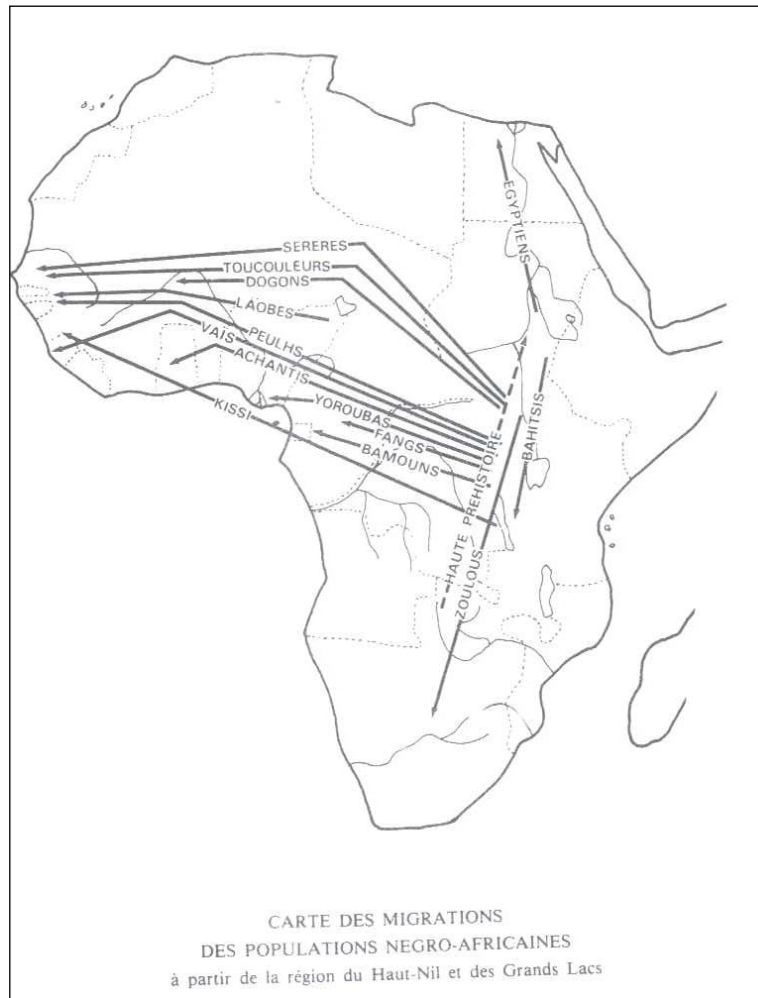 EGYPTIENS
SERERES
TOUCOULEURS
DOGONS
LAOBES
PEULHS
VAÏS
ACHANTIS
YOROUBAS
FANGS
BAMOUNS
KISSI
HAUTE PREHISTOIRE
ZOULOUS
BAHITSIS
CARTE DES MIGRATIONS
DES POPULATIONS NEGRO-AFRICAINES
à partir de la région du Haut-Nil et des Grands Lacs